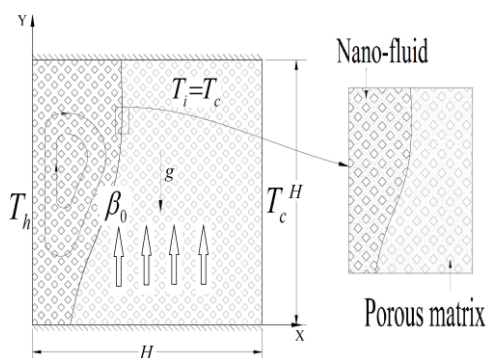 Y
Nano-fluid
T_i=T_c
g
T_h
β_0
T_c
H
X
H
Porous matrix